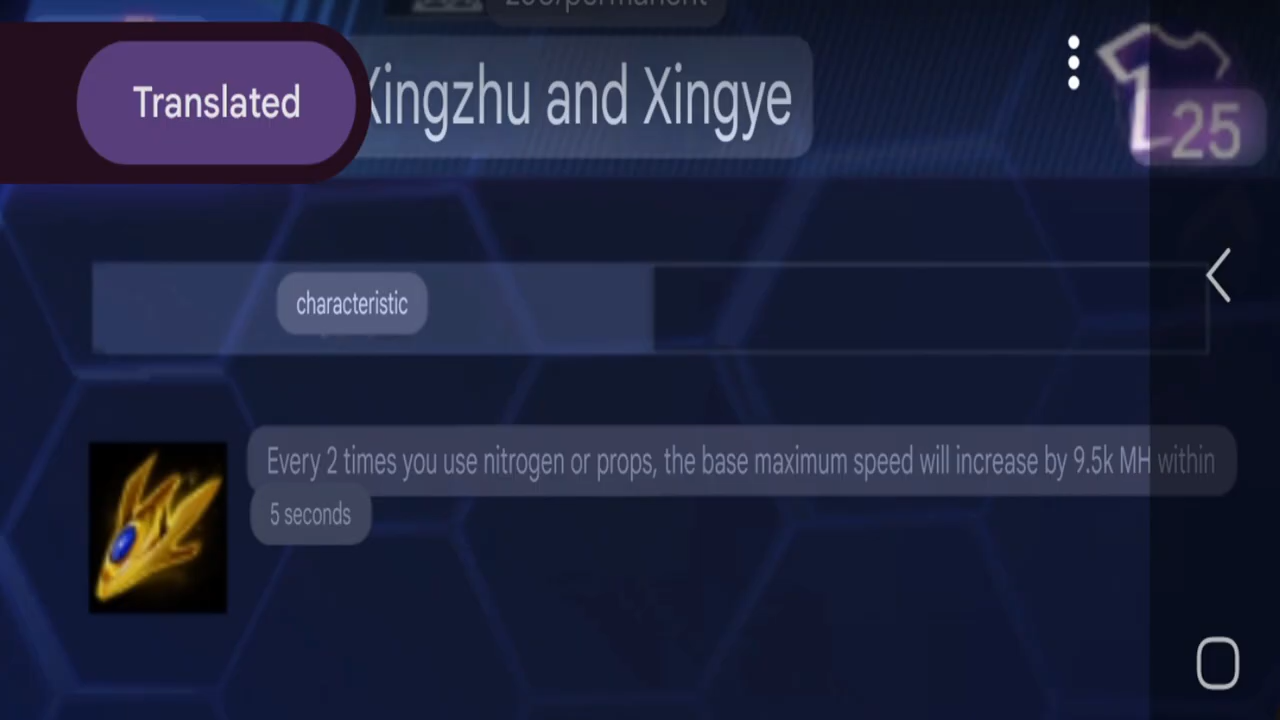 Translated
Xingzhu and Xingye
25
characteristic
Every 2 times you use nitrogen or props, the base maximum speed will increase by 9.5k MH within
5 seconds